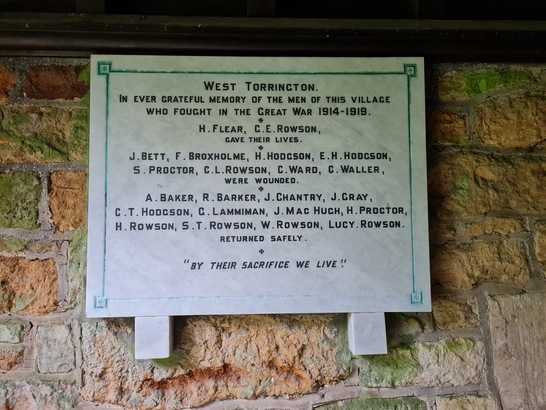 WEST TORRINGTON.
IN EVER GRATEFUL MEMORY OF THE MEN OF THIS VILLAGE
WHO FOUGHT IN THE GREAT WAR 1914-1919.
H. FLEAR, C. E. ROWSON,
GAVE THEIR LIVES.
J. BETT, F. BROXHOLME, H. HODGSON, E. H. HODGSON,
S. PROCTOR, C. L. ROWSON, C. WARD, C. WALLER,
WERE WOUNDED.
A. BAKER, R. BARKER, J. CHANTRY, J. GRAY,
C. T. HODGSON, G. LAMMIMAN, J. MAC HUGH, H. PROCTOR,
H. ROWSON, S. T. ROWSON, W. ROWSON, LUCY. ROWSON.
RETURNED SAFELY.
"BY THEIR SACRIFICE WE LIVE".